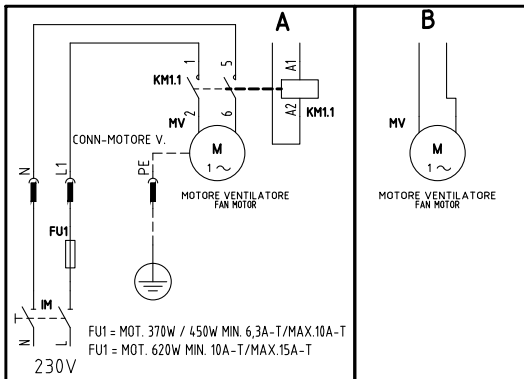 A
B
1
5
A1
KM1.1
A2
KM1.1
2
6
MV
MV
CONN-MOTORE V.
M
1 ~
M
1 ~
N
L1
PE
MOTORE VENTILATORE
FAN MOTOR
MOTORE VENTILATORE
FAN MOTOR
FU1
IM
N
L
FU1 = MOT. 370W / 450W MIN. 6,3A-T/MAX.10A-T
FU1 = MOT. 620W MIN. 10A-T/MAX.15A-T
230V